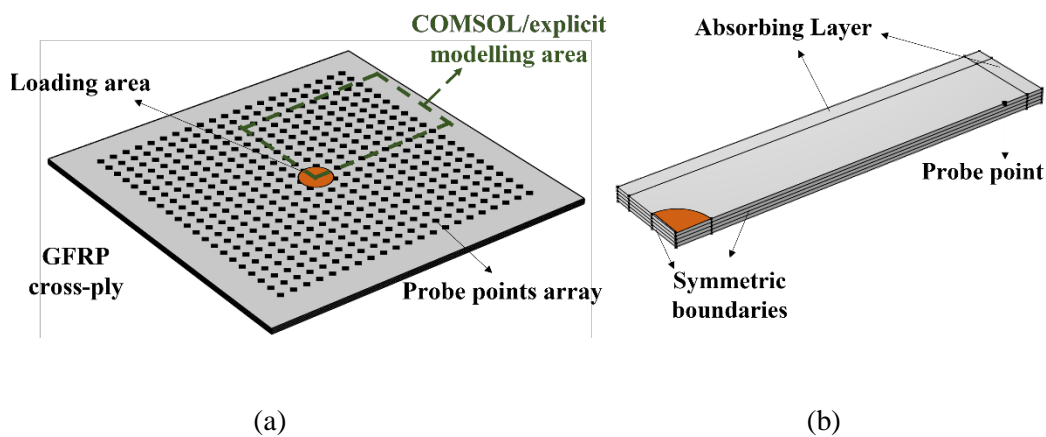 COMSOL/explicit
modelling area
Loading area
GFRP
cross-ply
Probe points array
Absorbing Layer
Probe point
Symmetric
boundaries
(a)
(b)